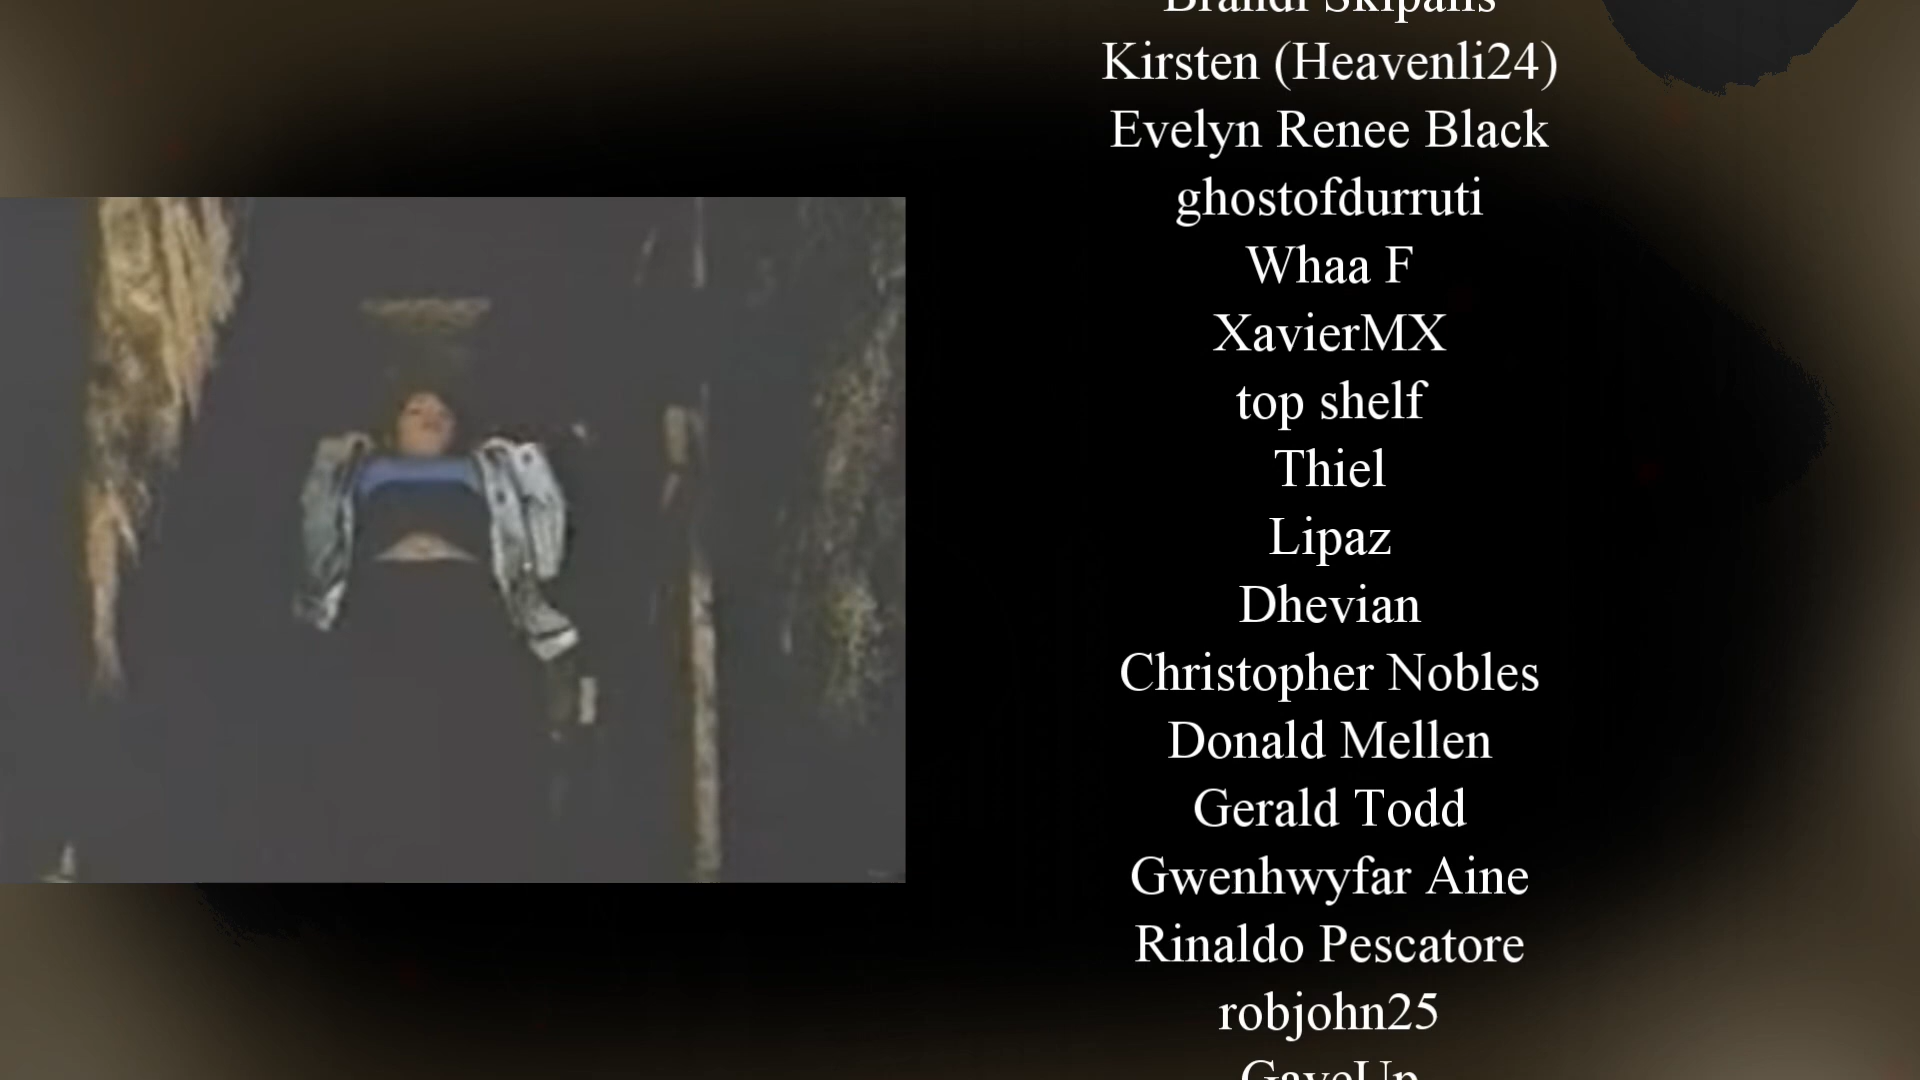 Kirsten (Heavenli24)
Evelyn Renee Black
ghostofdurruti
Whaa F
XavierMX
top shelf
Thiel
Lipaz
Dhevian
Christopher Nobles
Donald Mellen
Gerald Todd
Gwenhwyfar Aine
Rinaldo Pescatore
robjohn25
GaveUp